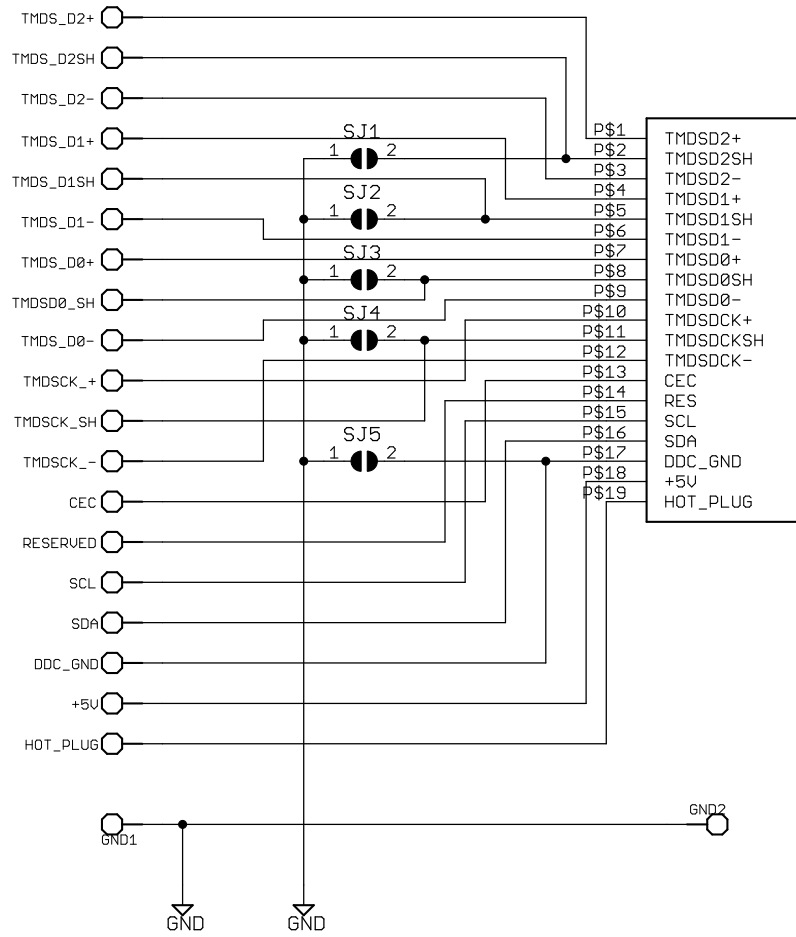 TMDS_D2+
TMDS_D2SH
TMDS_D2-
TMDS_D1+
TMDS_D1SH
TMDS_D1-
TMDS_D0+
TMDSD0_SH
TMDS_D0-
TMDSCK_+
TMDSCK_SH
TMDSCK_-
CEC
RESERVED
SCL
SDA
DDC_GND
+5V
HOT_PLUG
GND1
GND
GND
GND2
SJ1
1 2
SJ2
1 2
SJ3
1 2
SJ4
1 2
SJ5
1 2
P$1 TMDSD2+
P$2 TMDSD2SH
P$3 TMDSD2-
P$4 TMDSD1+
P$5 TMDSD1SH
P$6 TMDSD1-
P$7 TMDSD0+
P$8 TMDSD0SH
P$9 TMDSD0-
P$10 TMDSDCK+
P$11 TMDSDCKSH
P$12 TMDSDCK-
P$13 CEC
P$14 RES
P$15 SCL
P$16 SDA
P$17 DDC_GND
P$18 +5V
P$19 HOT_PLUG